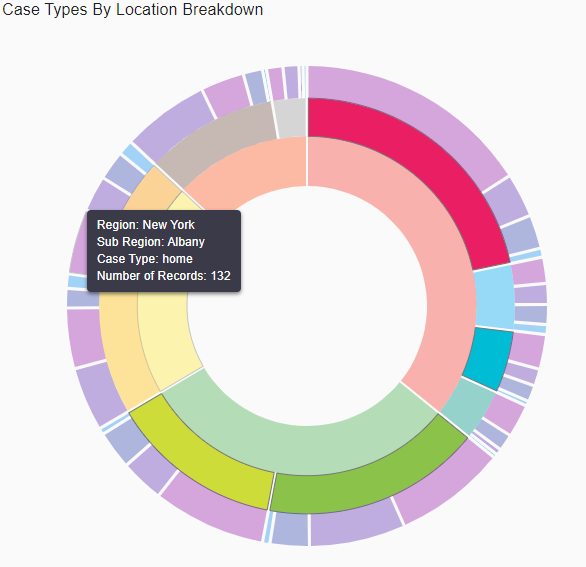 Case Types By Location Breakdown
Region: New York
Sub Region: Albany
Case Type: home
Number of Records: 132